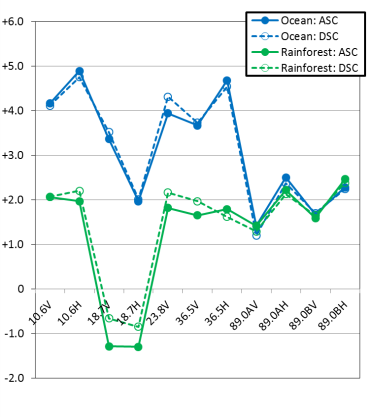 +6.0
Ocean: ASC
Ocean: DSC
Rainforest: ASC
Rainforest: DSC
+5.0
+4.0
+3.0
+2.0
+1.0
0
-1.0
-2.0
10.6V
10.6H
18.7V
18.7H
23.8V
36.5V
36.5H
89.0AV
89.0AH
89.0BV
89.0BH